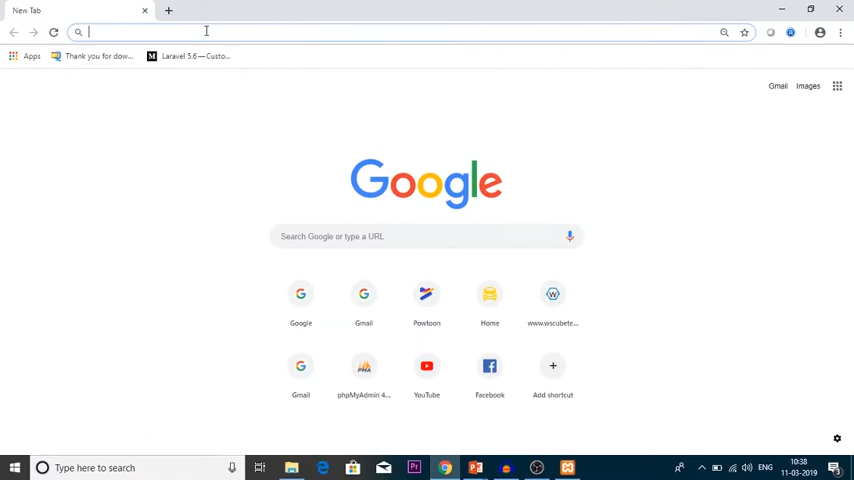 New Tab
Apps Thank you for dow... Laravel 5.6 — Custo...
Gmail Images
Google
Search Google or type a URL
Google Gmail Powtoon Home www.wscubete...
Gmail phpMyAdmin 4... YouTube Facebook Add shortcut
Type here to search
Pr
ENG
10:38
11-03-2019